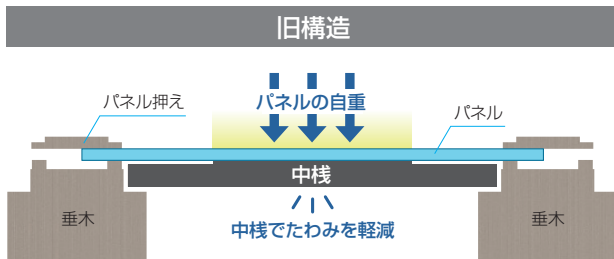 旧構造
パネル押え
パネルの自重
パネル
中桟
垂木
垂木
中桟でたわみを軽減